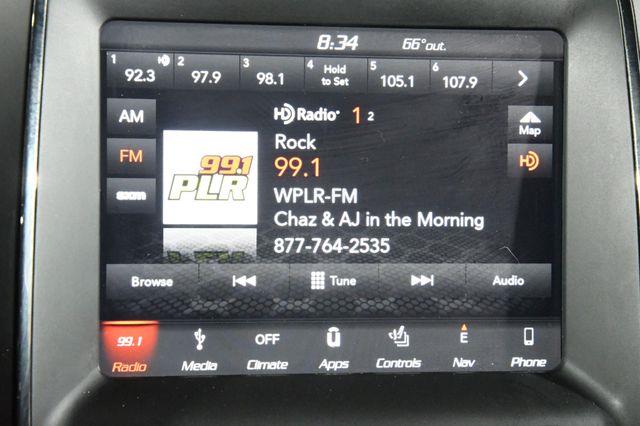 8:34 66° out.
1 92.3 HD 2 97.9 3 98.1 4 Hold to Set 5 105.1 6 107.9
AM HD Radio 1 2 Map
Rock
FM 99.1 HD
99.1 PLR
WPLR-FM
sxm Chaz & AJ in the Morning
877-764-2535
Browse Tune Audio
99.1 OFF E
Radio Media Climate Apps Controls Nav Phone